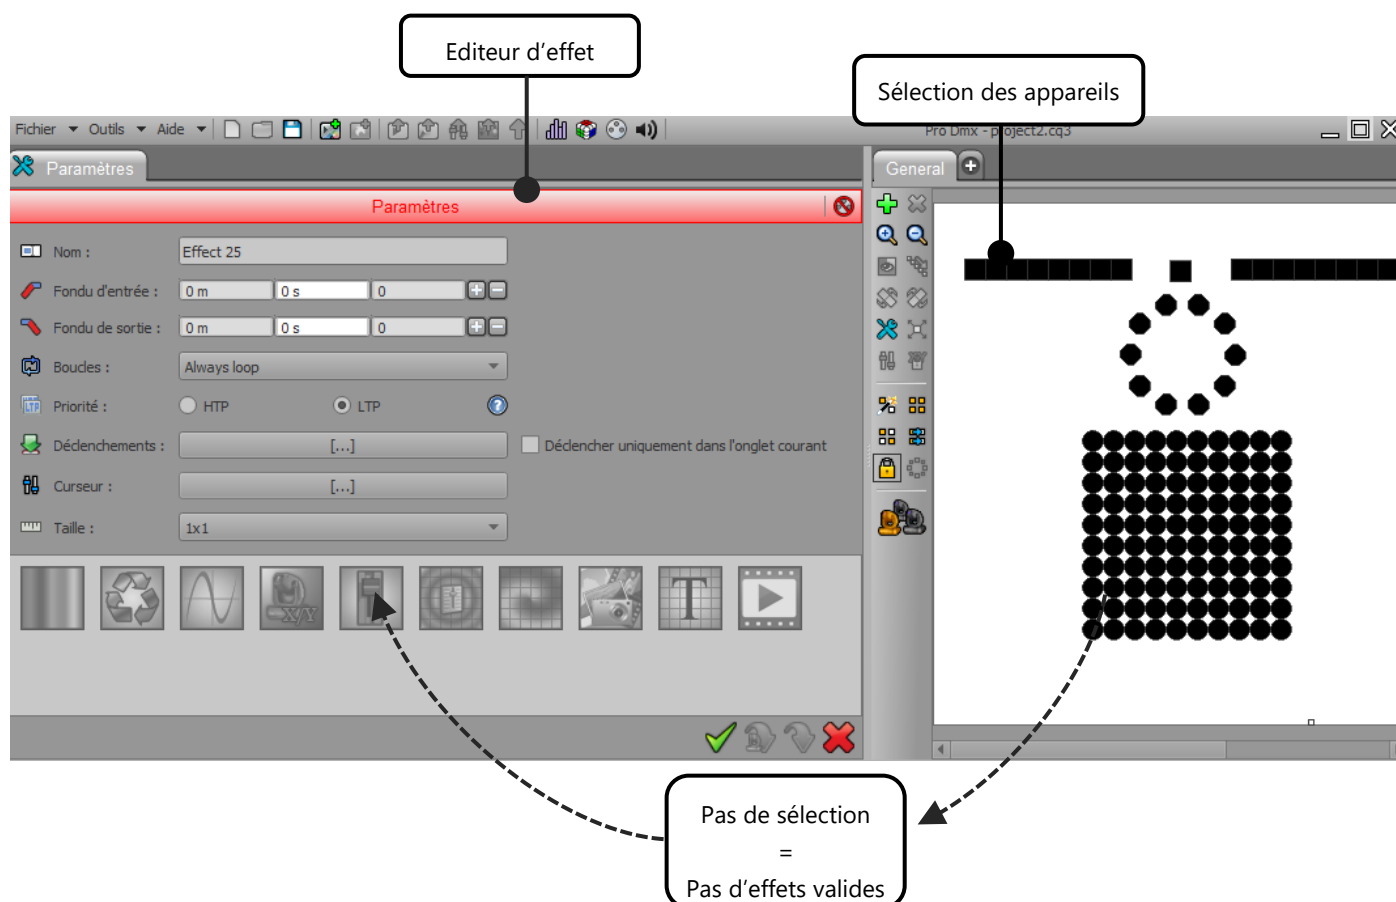 Editeur d'effet
Sélection des appareils
Fichier Outils Aide
Pro Dmx - project2.cq3
Paramètres
General
Paramètres
Nom : Effect 25
Fondu d'entrée : 0 m 0 s 0
Fondu de sortie : 0 m 0 s 0
Boucles : Always loop
Priorité : HTP LTP
LTP
Déclenchements : [...] Déclencher uniquement dans l'onglet courant
Curseur : [...]
Taille : 1x1
X/Y
T
Pas de sélection
=
Pas d'effets valides